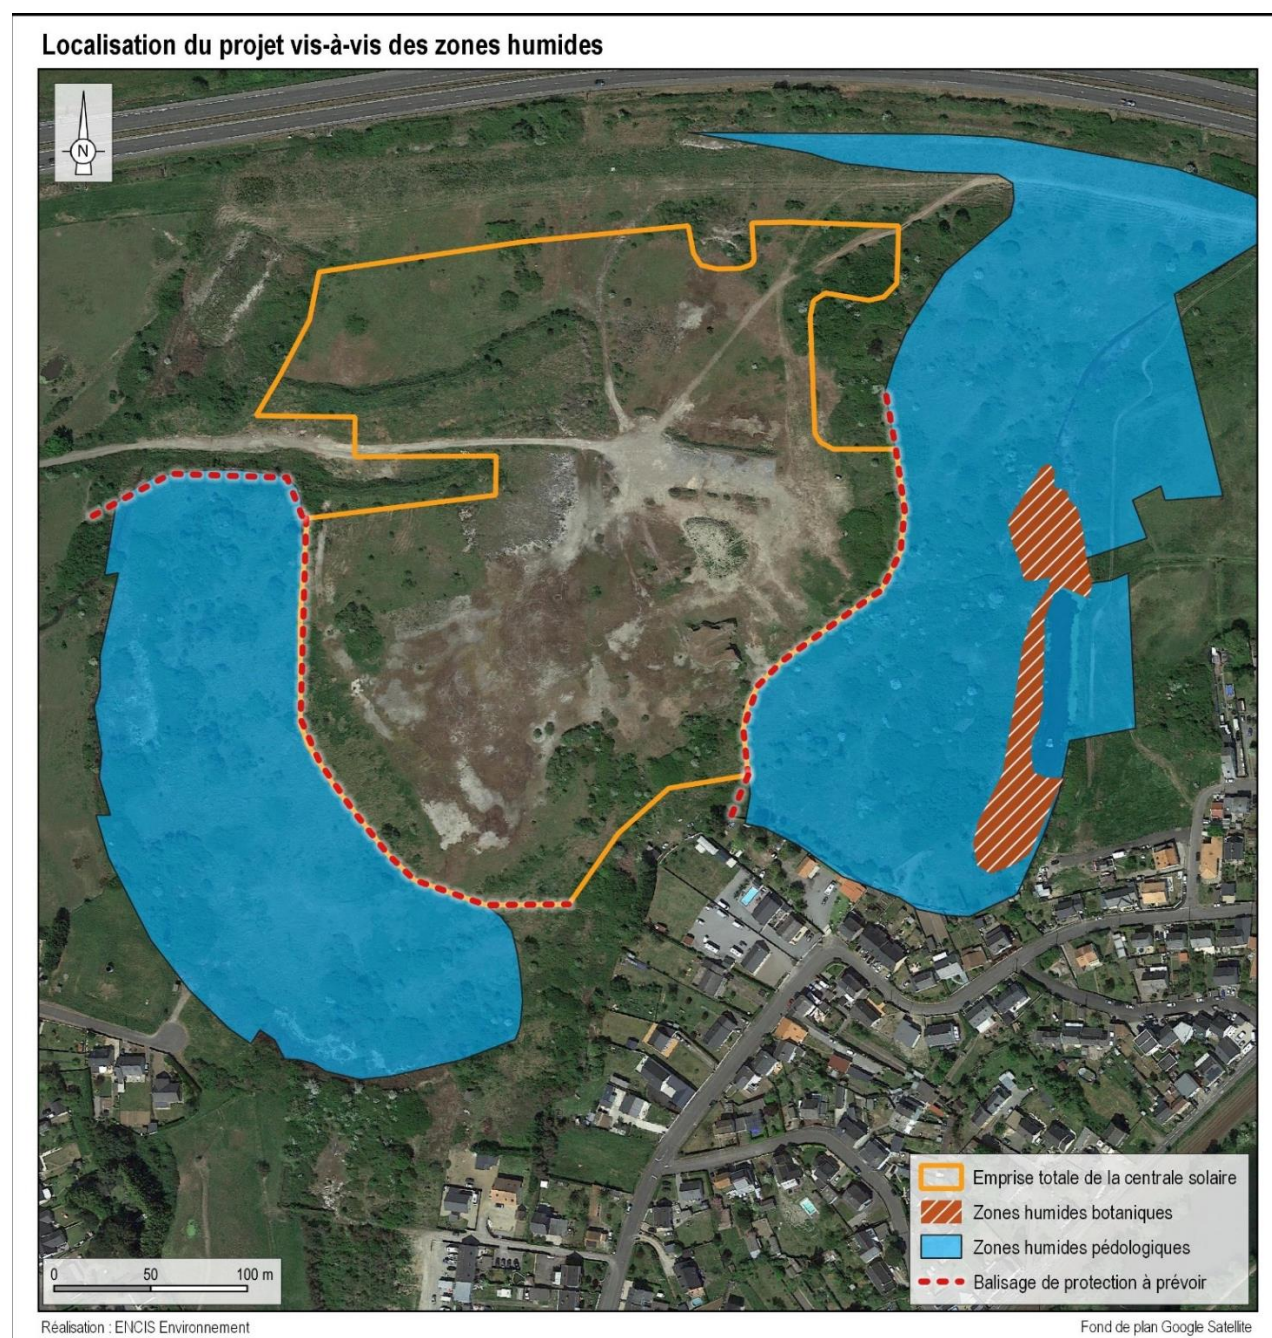 Localisation du projet vis-à-vis des zones humides
N
Emprise totale de la centrale solaire
Zones humides botaniques
Zones humides pédologiques
Balisage de protection à prévoir
0 50 100 m
Réalisation : ENCIS Environnement
Fond de plan Google Satellite